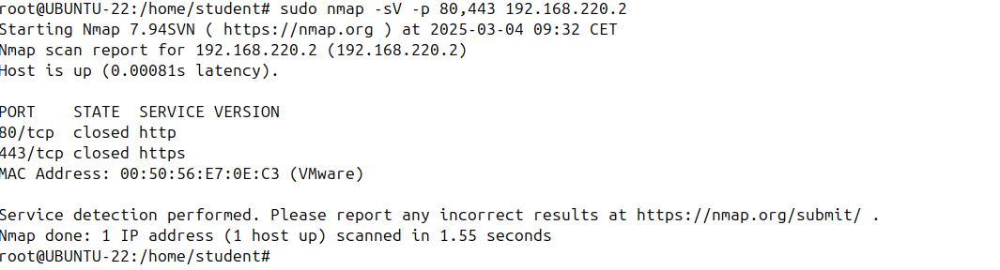 root@UBUNTU-22:/home/student# sudo nmap -sV -p 80,443 192.168.220.2
Starting Nmap 7.94SVN ( https://nmap.org ) at 2025-03-04 09:32 CET
Nmap scan report for 192.168.220.2 (192.168.220.2)
Host is up (0.00081s latency).

PORT    STATE  SERVICE VERSION
80/tcp  closed http
443/tcp closed https
MAC Address: 00:50:56:E7:0E:C3 (VMware)

Service detection performed. Please report any incorrect results at https://nmap.org/submit/ .
Nmap done: 1 IP address (1 host up) scanned in 1.55 seconds
root@UBUNTU-22:/home/student#